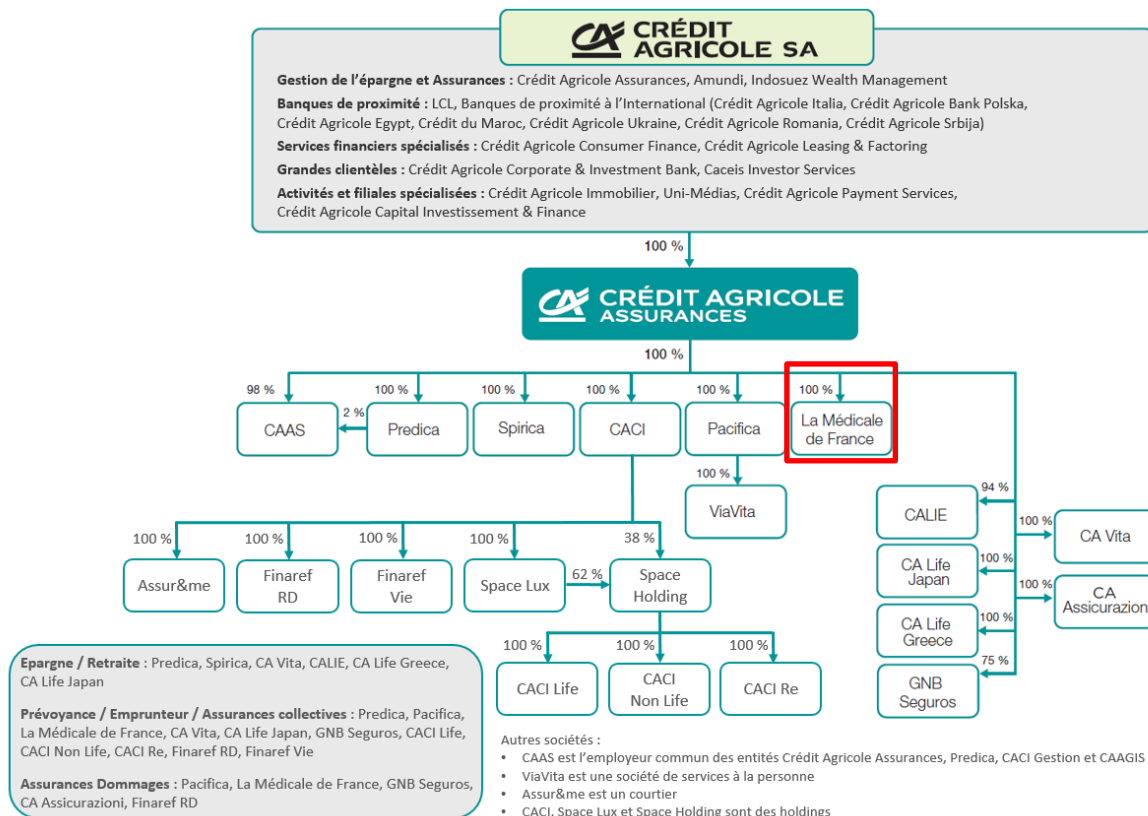 CA CRÉDIT
AGRICOLE SA
Gestion de l'épargne et Assurances : Crédit Agricole Assurances, Amundi, Indosuez Wealth Management
Banques de proximité : LCL, Banques de proximité à l'International (Crédit Agricole Italia, Crédit Agricole Bank Polska,
Crédit Agricole Egypt, Crédit du Maroc, Crédit Agricole Ukraine, Crédit Agricole Romania, Crédit Agricole Srbija)
Services financiers spécialisés : Crédit Agricole Consumer Finance, Crédit Agricole Leasing & Factoring
Grandes clientèles : Crédit Agricole Corporate & Investment Bank, Caceis Investor Services
Activités et filiales spécialisées : Crédit Agricole Immobilier, Uni-Médias, Crédit Agricole Payment Services,
Crédit Agricole Capital Investissement & Finance
100 %
CA CRÉDIT AGRICOLE
ASSURANCES
100 %
98 %
100 %
100 %
100 %
100 %
100 %
CAAS
2 %
Predica
Spirica
CACI
Pacifica
La Médicale
de France
100 %
ViaVita
94 %
CALIE
100 %
CA Vita
100 %
CA Life
Japan
100 %
CA
Assicurazion
100 %
CA Life
Greece
75 %
GNB
Seguros
100 %
100 %
100 %
100 %
38 %
Assur&me
Finaref
RD
Finaref
Vie
Space Lux
62 %
Space
Holding
100 %
100 %
100 %
CACI Life
CACI
Non Life
CACI Re
Epargne / Retraite : Predica, Spirica, CA Vita, CALIE, CA Life Greece,
CA Life Japan
Prévoyance / Emprunteur / Assurances collectives : Predica, Pacifica,
La Médicale de France, CA Vita, CA Life Japan, GNB Seguros, CACI Life,
CACI Non Life, CACI Re, Finaref RD, Finaref Vie
Assurances Dommages : Pacifica, La Médicale de France, GNB Seguros,
CA Assicurazioni, Finaref RD
Autres sociétés :
• CAAS est l'employeur commun des entités Crédit Agricole Assurances, Predica, CACI Gestion et CAAGIS
• ViaVita est une société de services à la personne
• Assur&me est un courtier
• CACI, Space Lux et Space Holding sont des holdings